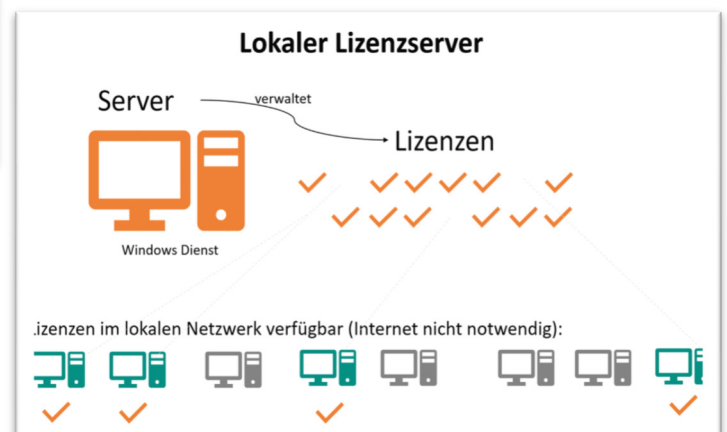 Lokaler Lizenzserver
Server
verwaltet
Lizenzen
Windows Dienst
.izenzen im lokalen Netzwerk verfügbar (Internet nicht notwendig):